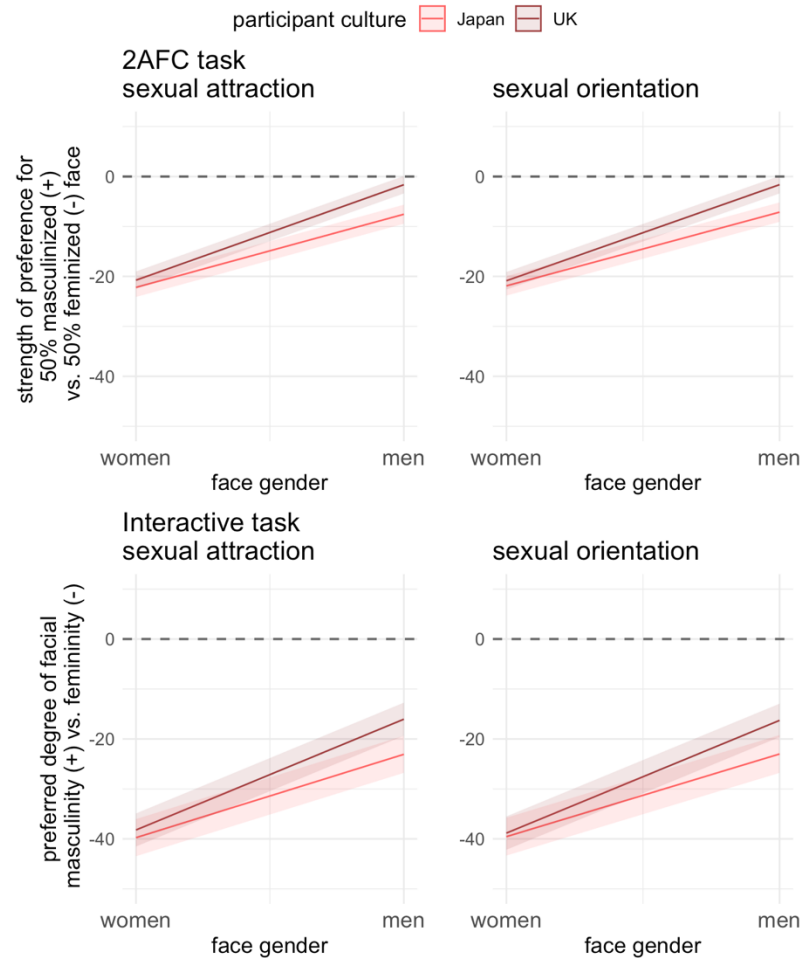 participant culture Japan UK
2AFC task
sexual attraction
sexual orientation
strength of preference for
50% masculinized (+)
vs. 50% feminized (-) face
0
-20
-40
women men
face gender
0
-20
-40
women men
face gender
Interactive task
sexual attraction
sexual orientation
preferred degree of facial
masculinity (+) vs. femininity (-)
0
-20
-40
women men
face gender
0
-20
-40
women men
face gender